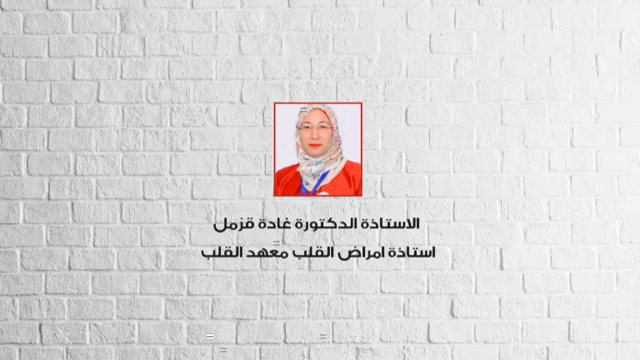 الاستاذة الدكتورة غادة قزمل
استاذة امراض القلب معهد القلب